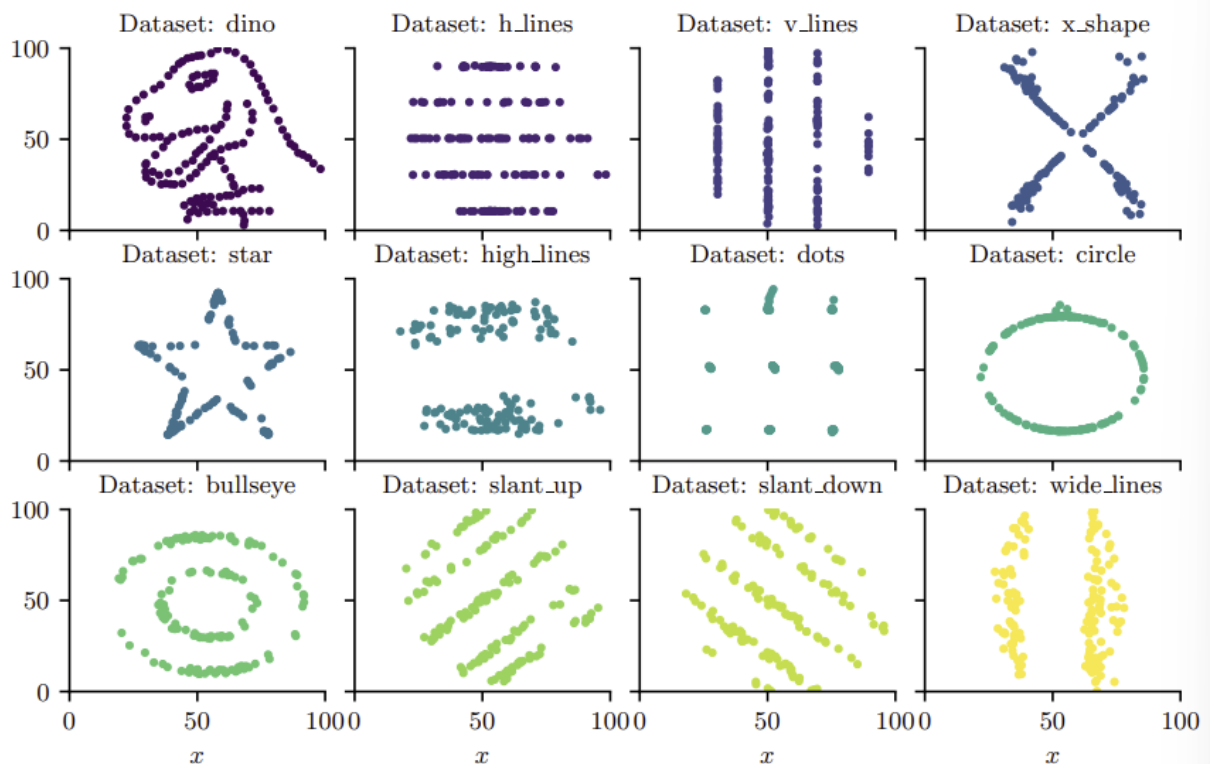 Dataset: dino Dataset: h_lines Dataset: v_lines Dataset: x_shape
100
50
0
Dataset: star Dataset: high_lines Dataset: dots Dataset: circle
100
50
0
Dataset: bullseye Dataset: slant_up Dataset: slant_down Dataset: wide_lines
100
50
0
0 50 100 0 50 100 0 50 100 0 50 100
x x x x